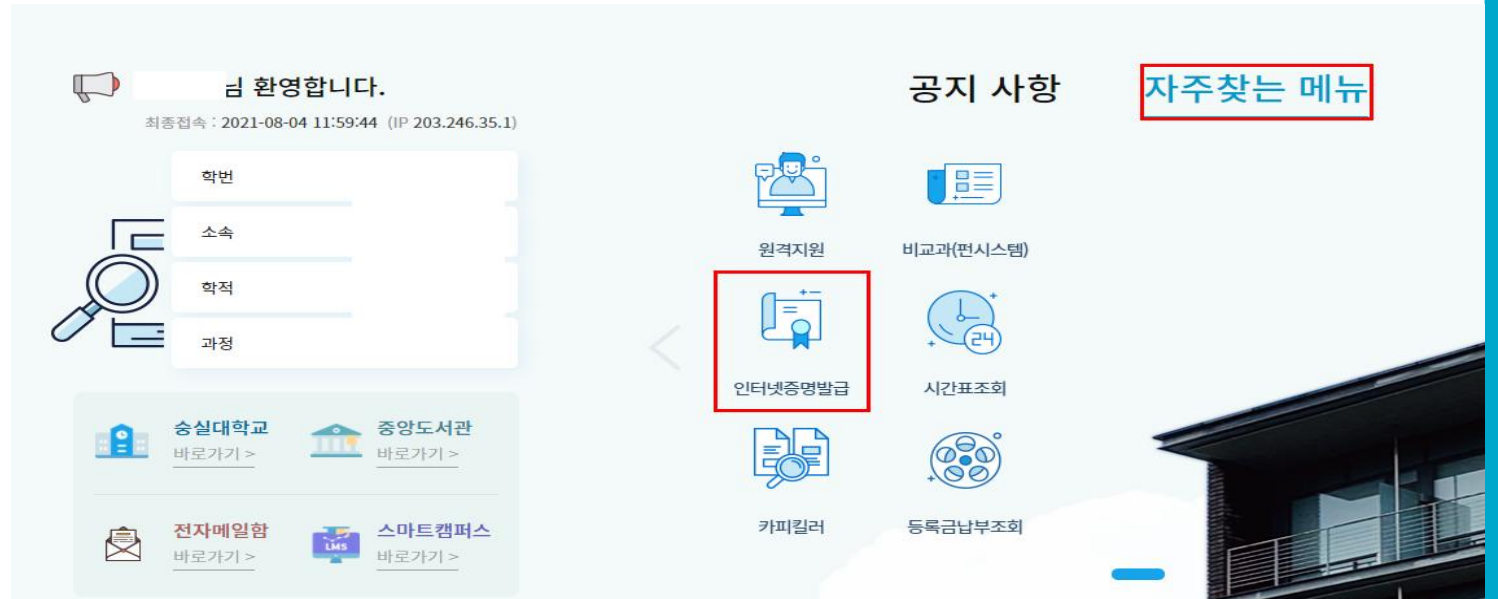 님 환영합니다.
최종접속 : 2021-08-04 11:59:44 (IP 203.246.35.1)
학번
소속
학적
과정
숭실대학교
바로가기 >
중앙도서관
바로가기 >
전자메일함
바로가기 >
LMS
스마트캠퍼스
바로가기 >
공지 사항
자주찾는 메뉴
원격지원
비교과(펀시스템)
인터넷증명발급
24
시간표조회
카피킬러
등록금납부조회